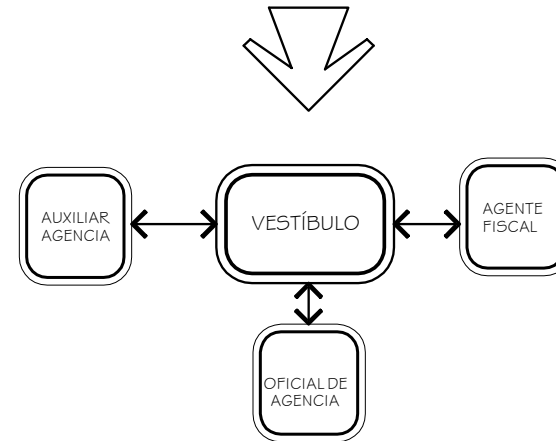 AUXILIAR
AGENCIA
VESTÍBULO
AGENTE
FISCAL
OFICIAL DE
AGENCIA